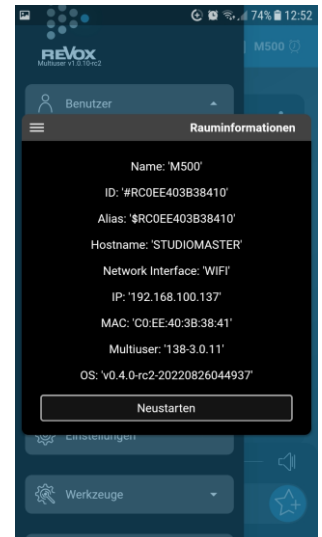 74% 12:52
REVOX
Multiuser v1.0.10-rc2
M500
Benutzer
Rauminformationen
Name: 'M500'
ID: '#RC0EE403B38410'
Alias: '$RC0EE403B38410'
Hostname: 'STUDIOMASTER'
Network Interface: 'WIFI'
IP: '192.168.100.137'
MAC: 'C0:EE:40:3B:38:41'
Multiuser: '138-3.0.11'
OS: 'v0.4.0-rc2-20220826044937'
Neustarten
Einstellungen
Werkzeuge